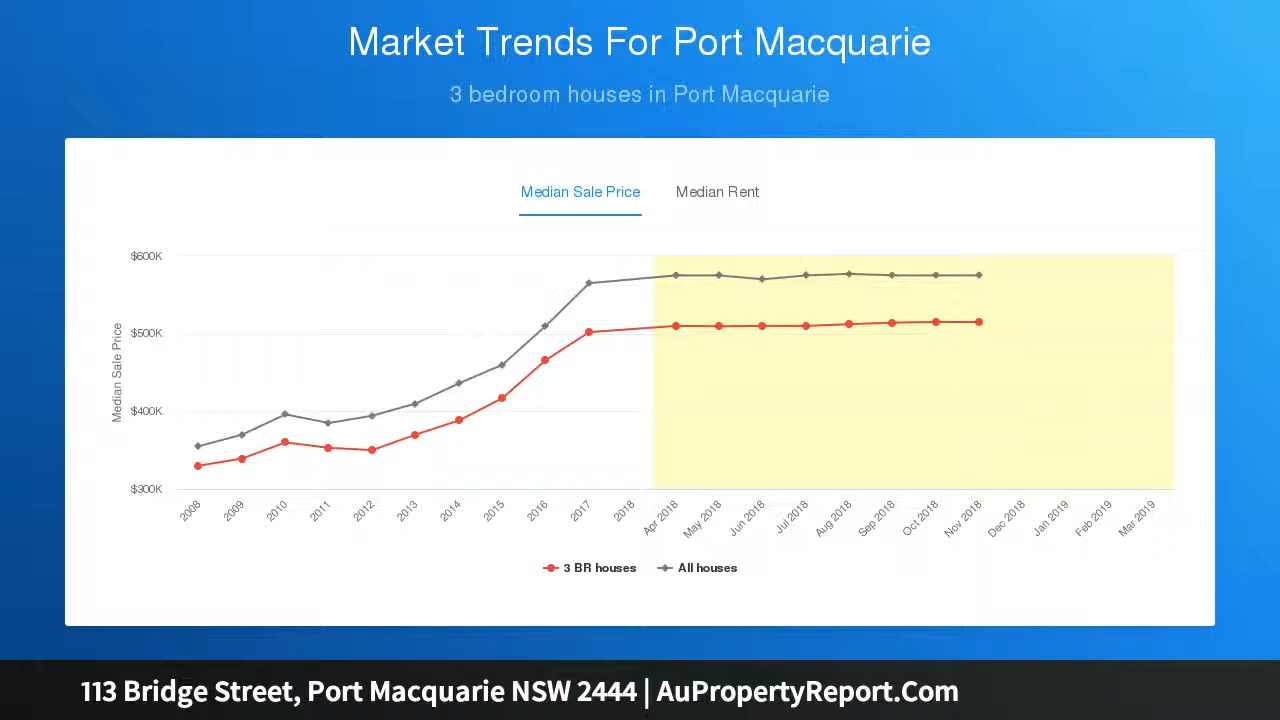 Market Trends For Port Macquarie
3 bedroom houses in Port Macquarie
Median Sale Price Median Rent
Median Sale Price
$600K
$500K
$400K
$300K
2008 2009 2010 2011 2012 2013 2014 2015 2016 2017 2018 Apr 2018 May 2018 Jun 2018 Jul 2018 Aug 2018 Sep 2018 Oct 2018 Nov 2018 Dec 2018 Jan 2019 Feb 2019 Mar 2019
3 BR houses All houses
113 Bridge Street, Port Macquarie NSW 2444 | AuPropertyReport.Com